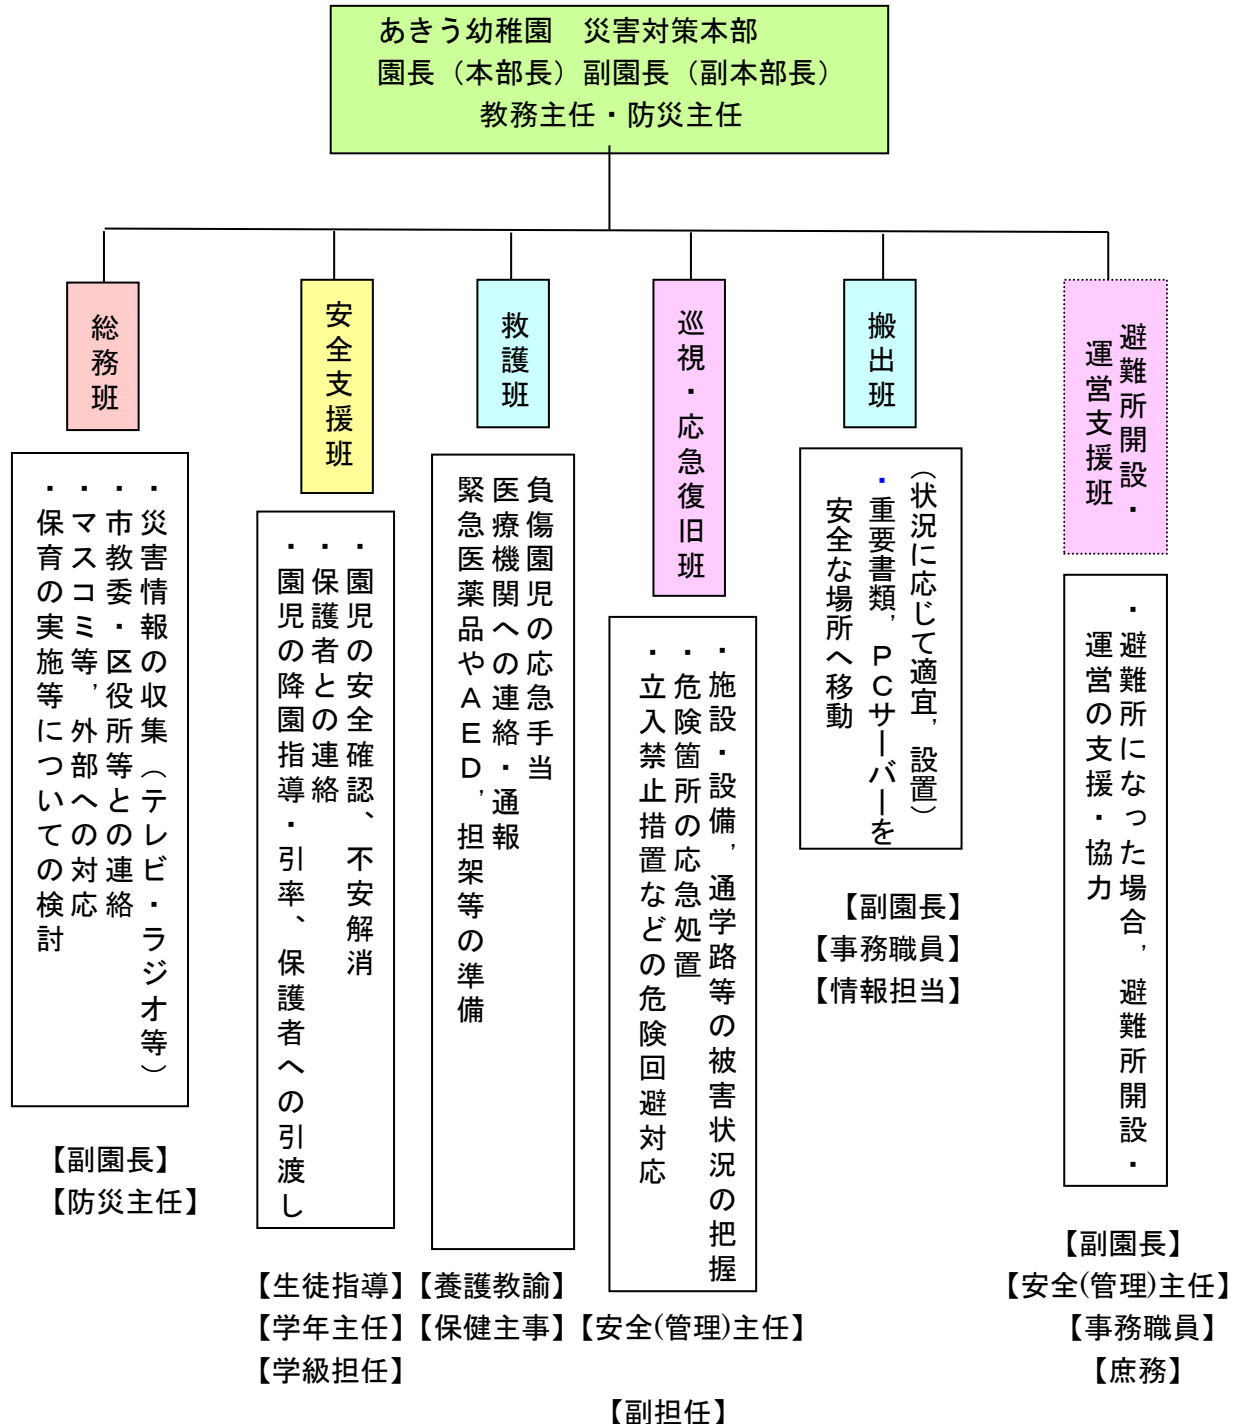 あきう幼稚園　災害対策本部
園長（本部長）副園長（副本部長）
教務主任・防災主任
総務班
・災害情報の収集（テレビ・ラジオ等）
・市教委・区役所等との連絡
・マスコミ等，外部への対応
・保育の実施等についての検討
【副園長】
【防災主任】
安全支援班
・園児の安全確認、不安解消
・保護者との連絡
・園児の降園指導・引率、保護者への引渡し
【生徒指導】
【学年主任】
【学級担任】
救護班
負傷園児の応急手当
医療機関への連絡・通報
緊急医薬品やＡＥＤ，担架等の準備
【養護教諭】
【保健主事】
巡視・応急復旧班
・施設・設備，通学路等の被害状況の把握
・危険箇所の応急処置
・立入禁止措置などの危険回避対応
【安全(管理)主任】
【副担任】
搬出班
（状況に応じて適宜，設置）
・重要書類，ＰＣサーバーを
安全な場所へ移動
【副園長】
【事務職員】
【情報担当】
避難所開設・
運営支援班
・避難所になった場合，避難所開設・
運営の支援・協力
【副園長】
【安全(管理)主任】
【事務職員】
【庶務】